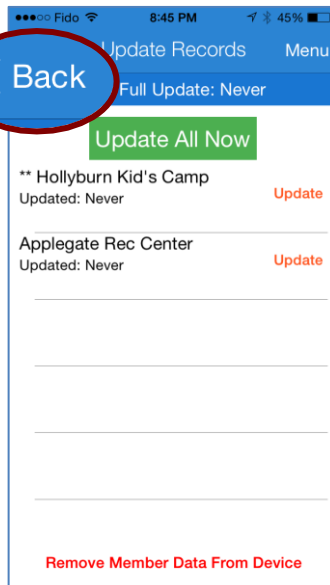 Fido 8:45 PM 45%
Back Update Records Menu
Full Update: Never
Update All Now
** Hollyburn Kid's Camp
Updated: Never Update
Applegate Rec Center
Updated: Never Update
Remove Member Data From Device